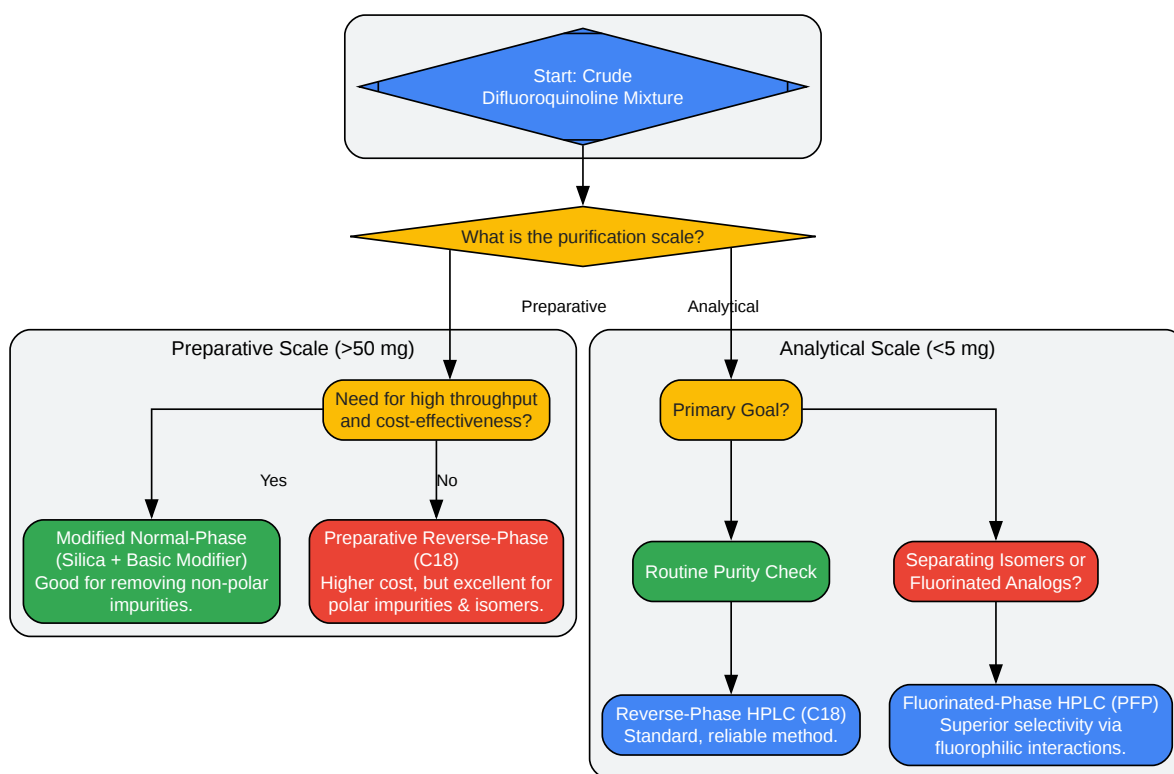 Start: Crude
Difluoroquinoline Mixture
What is the purification scale?
Preparative
Analytical
Preparative Scale (>50 mg)
Need for high throughput
and cost-effectiveness?
Yes
No
Modified Normal-Phase
(Silica + Basic Modifier)
Good for removing non-polar
impurities.
Preparative Reverse-Phase
(C18)
Higher cost, but excellent for
polar impurities & isomers.
Analytical Scale (<5 mg)
Primary Goal?
Routine Purity Check
Separating Isomers or
Fluorinated Analogs?
Reverse-Phase HPLC (C18)
Standard, reliable method.
Fluorinated-Phase HPLC (PFP)
Superior selectivity via
fluorophilic interactions.